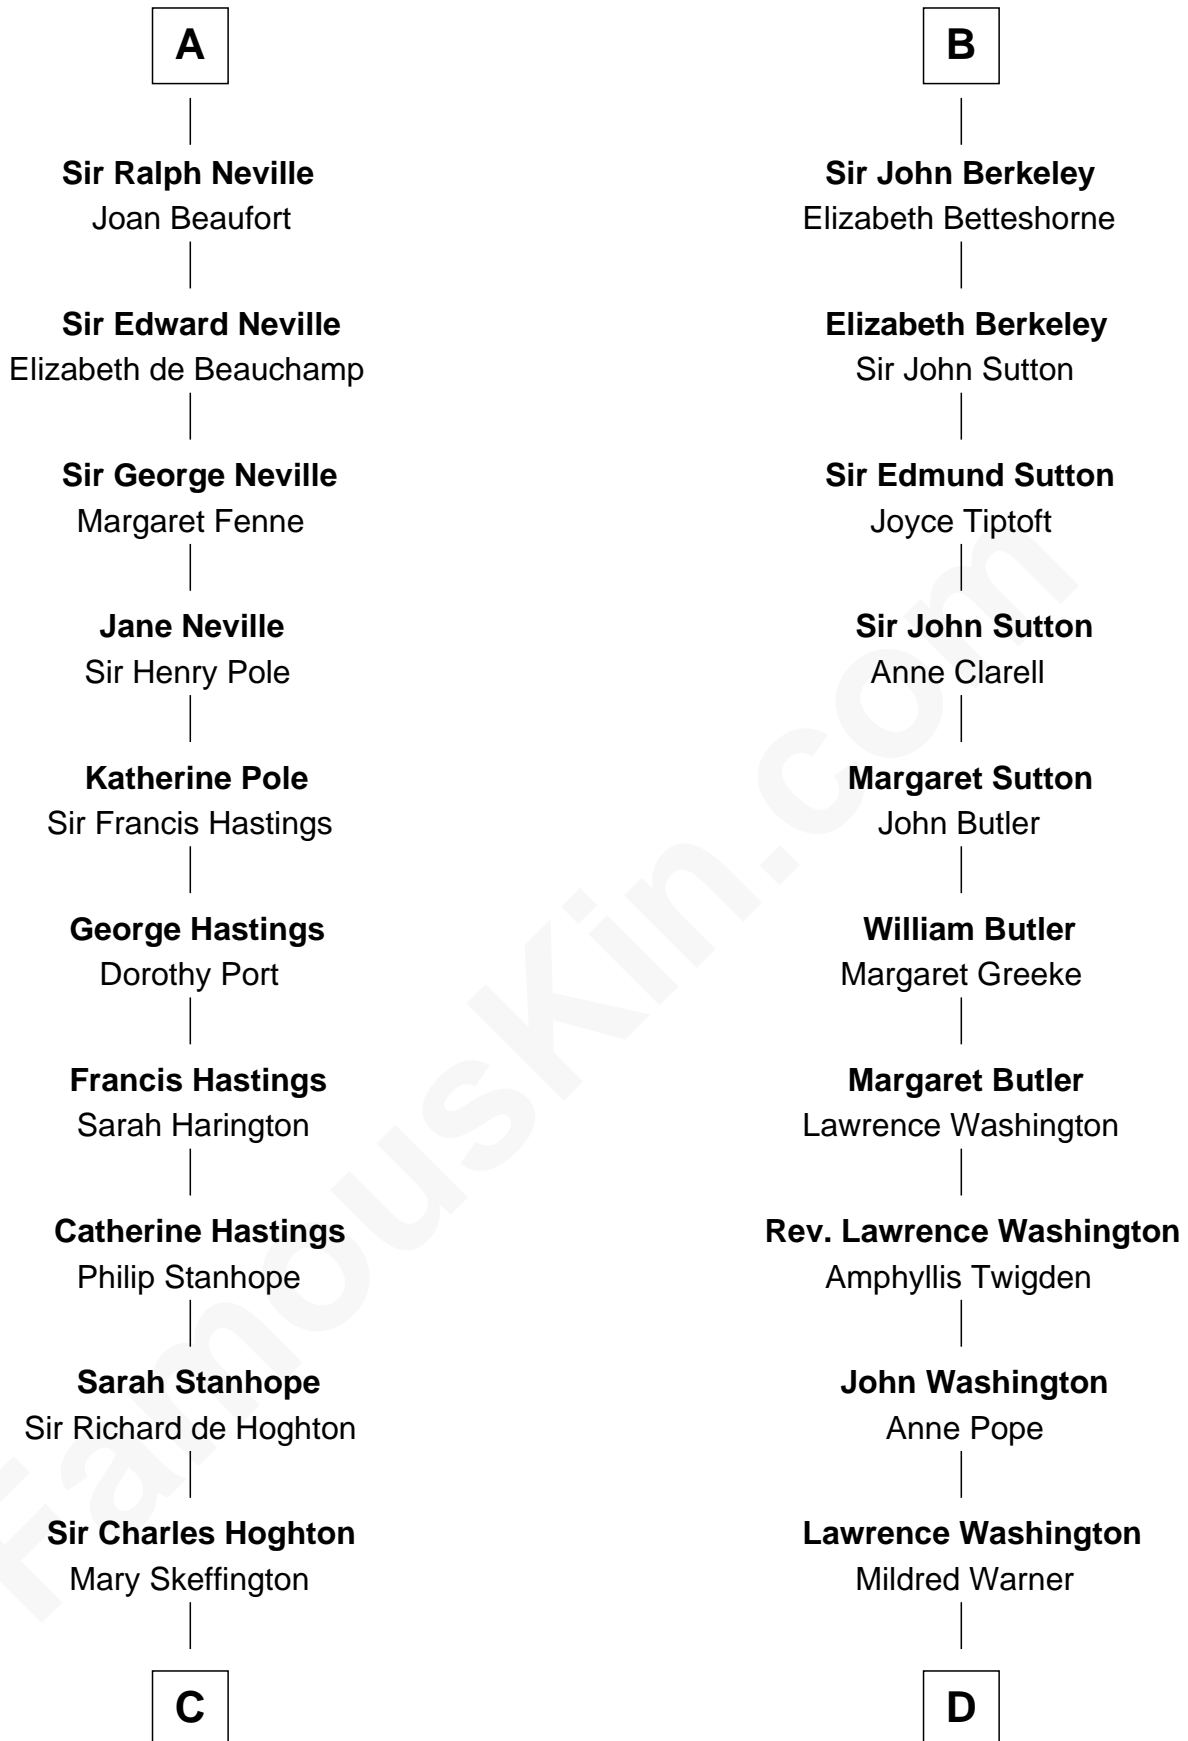 A
Sir Ralph Neville
Joan Beaufort
Sir Edward Neville
Elizabeth de Beauchamp
Sir George Neville
Margaret Fenne
Jane Neville
Sir Henry Pole
Katherine Pole
Sir Francis Hastings
George Hastings
Dorothy Port
Francis Hastings
Sarah Harington
Catherine Hastings
Philip Stanhope
Sarah Stanhope
Sir Richard de Hoghton
Sir Charles Hoghton
Mary Skeffington
C
B
Sir John Berkeley
Elizabeth Betteshorne
Elizabeth Berkeley
Sir John Sutton
Sir Edmund Sutton
Joyce Tiptoft
Sir John Sutton
Anne Clarell
Margaret Sutton
John Butler
William Butler
Margaret Greeke
Margaret Butler
Lawrence Washington
Rev. Lawrence Washington
Amphyllis Twigden
John Washington
Anne Pope
Lawrence Washington
Mildred Warner
D
FamousKin.com